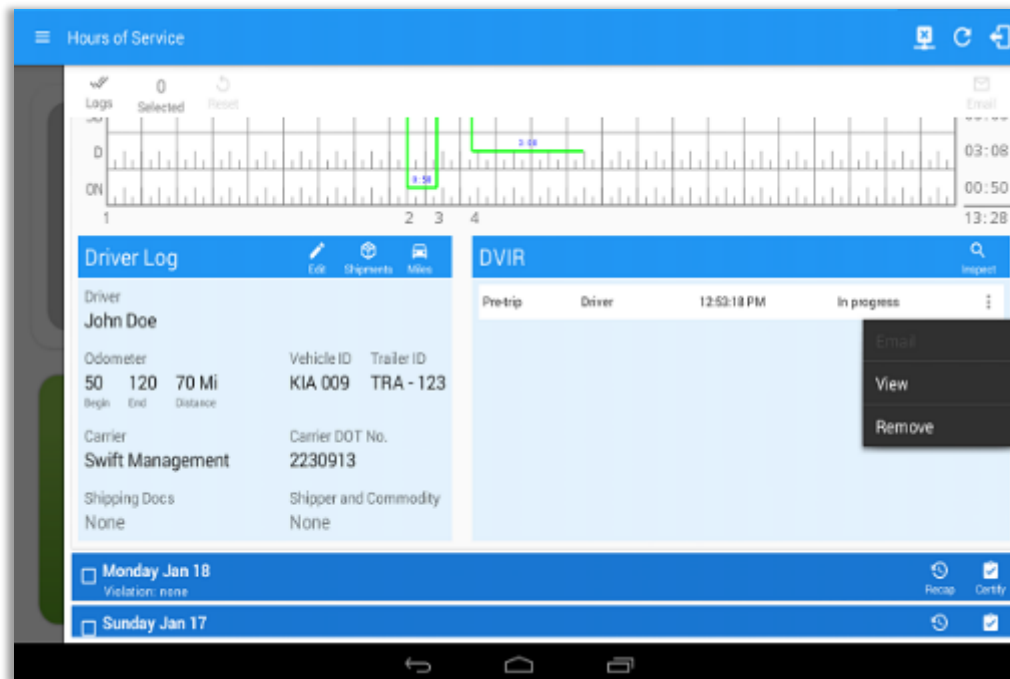 Hours of Service
Logs
0
Selected
Reset
Email
D
3:08
03:08
ON
0:50
00:50
1 2 3 4 13:28
Driver Log
Edit Shipments Miles
DVIR
Inspect
Driver
John Doe
Pre-trip Driver 12:53:18 PM In progress
Email
View
Remove
Odometer Vehicle ID Trailer ID
50 120 70 Mi KIA 009 TRA - 123
Begin End Distance
Carrier Carrier DOT No.
Swift Management 2230913
Shipping Docs Shipper and Commodity
None None
Monday Jan 18
Violation: none
Recap Certify
Sunday Jan 17